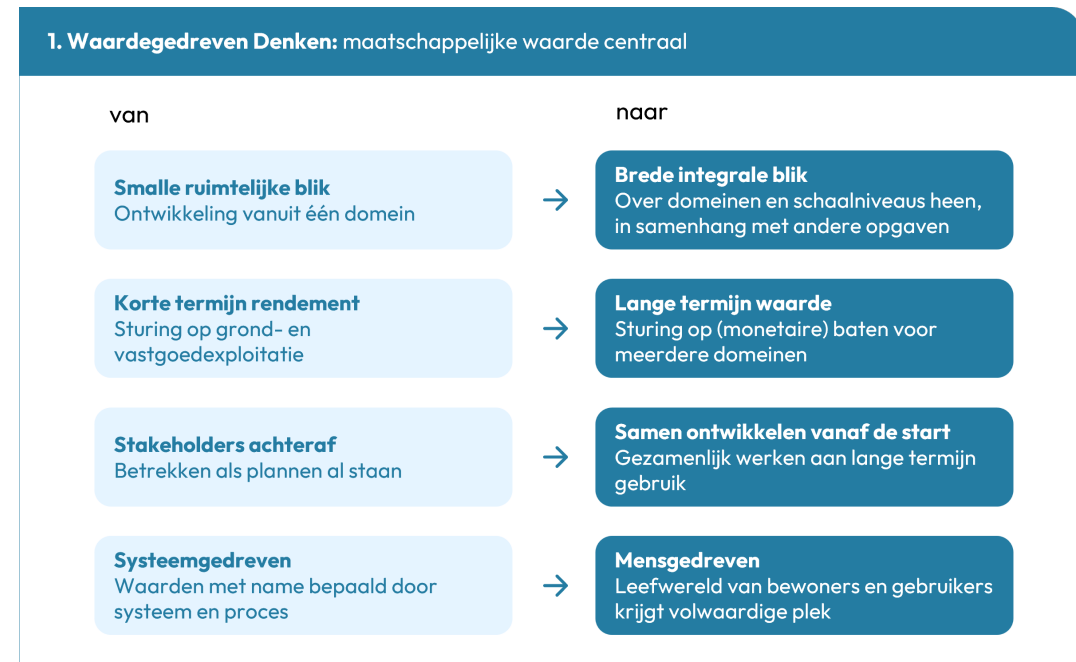 1. Waardegedreven Denken: maatschappelijke waarde centraal
van
naar
Smalle ruimtelijke blik
Ontwikkeling vanuit één domein
Brede integrale blik
Over domeinen en schaalniveaus heen,
in samenhang met andere opgaven
Korte termijn rendement
Sturing op grond- en
vastgoedexploitatie
Lange termijn waarde
Sturing op (monetaire) baten voor
meerdere domeinen
Stakeholders achteraf
Betrekken als plannen al staan
Samen ontwikkelen vanaf de start
Gezamenlijk werken aan lange termijn
gebruik
Systeemgedreven
Waarden met name bepaald door
systeem en proces
Mensgedreven
Leefwereld van bewoners en gebruikers
krijgt volwaardige plek